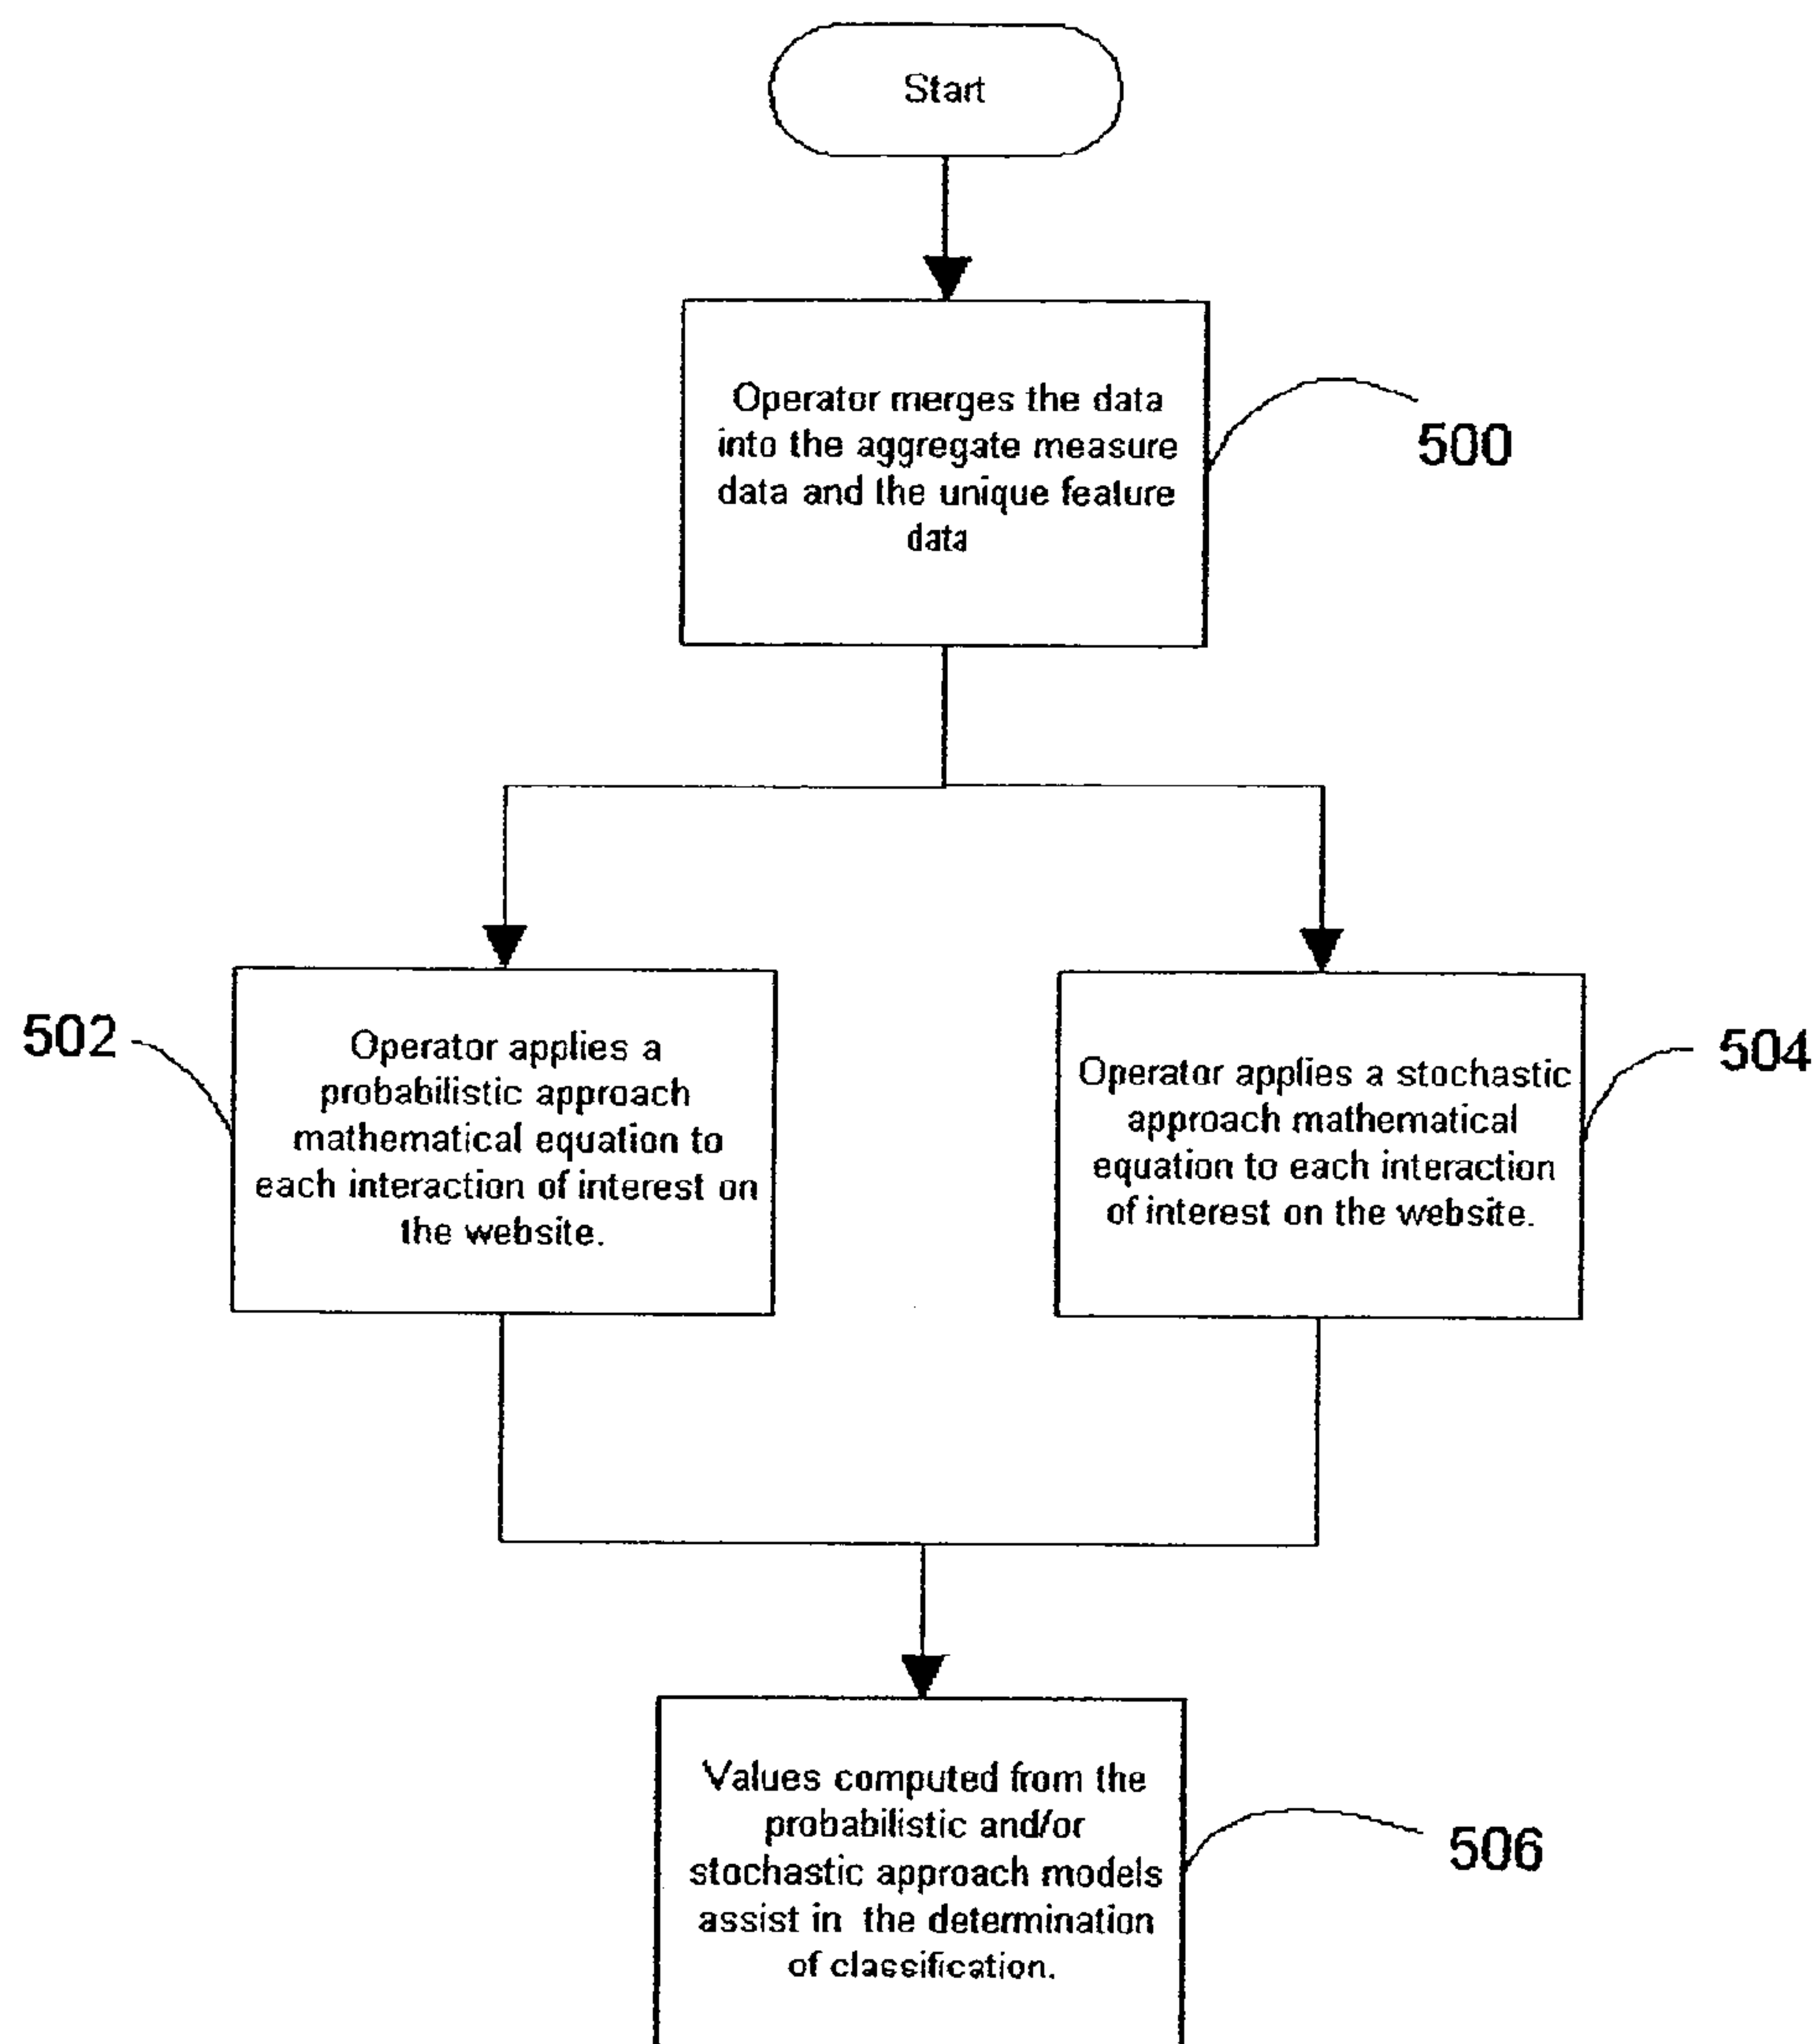 Start
Operator merges the data
into the aggregate measure
data and the unique feature
data
500
502
Operator applies a
probabilistic approach
mathematical equation to
each interaction of interest on
the website.
Operator applies a stochastic
approach mathematical
equation to each interaction
of interest on the website.
504
Values computed from the
probabilistic and/or
stochastic approach models
assist in the determination
of classification.
506